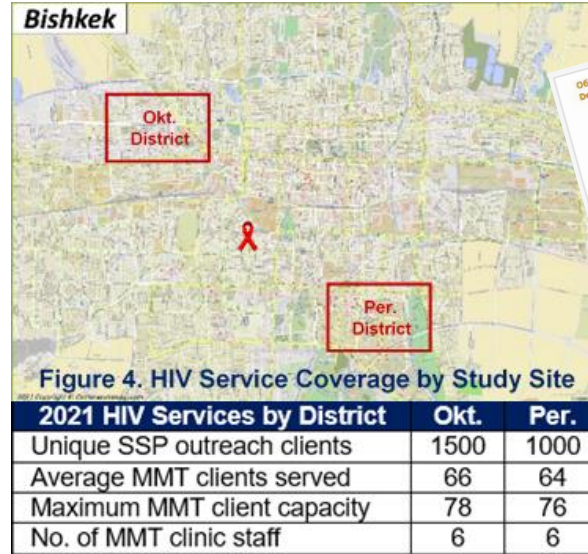 Bishkek
Okt.
District
Per.
District
Figure 4. HIV Service Coverage by Study Site
2021 HIV Services by District Okt. Per.
Unique SSP outreach clients 1500 1000
Average MMT clients served 66 64
Maximum MMT client capacity 78 76
No. of MMT clinic staff 6 6